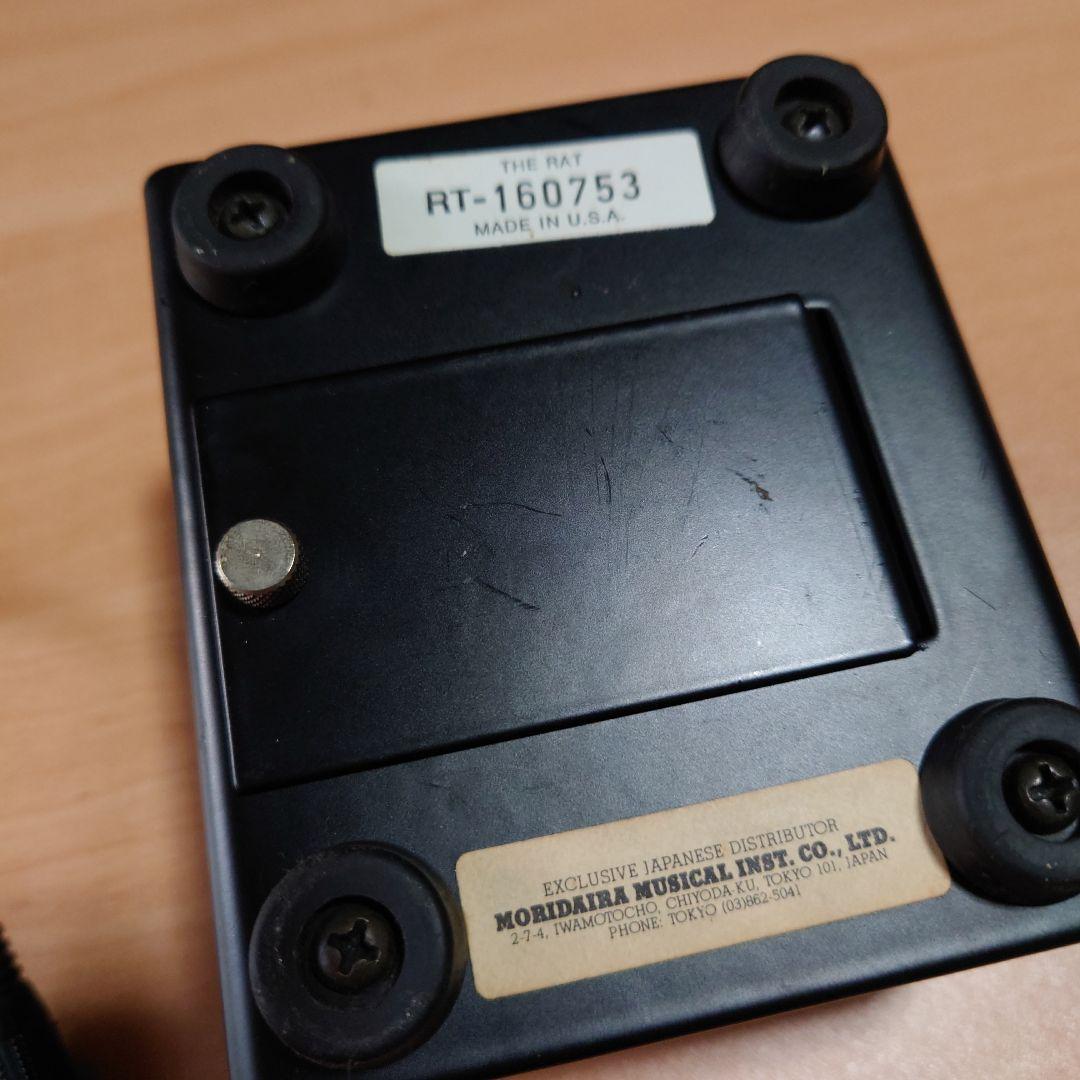 THE RAT
RT-160753
MADE IN U.S.A.
EXCLUSIVE JAPANESE DISTRIBUTOR
MORIDAIRA MUSICAL INST. CO., LTD.
2-7-4, IWAMOTOCHO, CHIYODA-KU, TOKYO 101, JAPAN
PHONE: TOKYO (03)862-5041